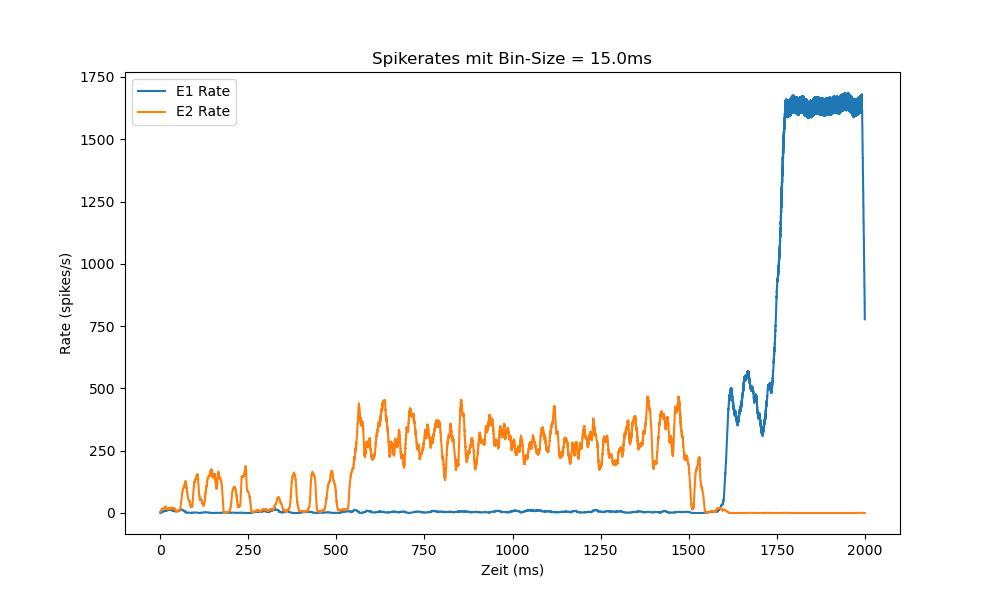 Spikerates mit Bin-Size = 15.0ms
E1 Rate
E2 Rate
1750
1500
1250
1000
750
500
250
0
Rate (spikes/s)
0 250 500 750 1000 1250 1500 1750 2000
Zeit (ms)